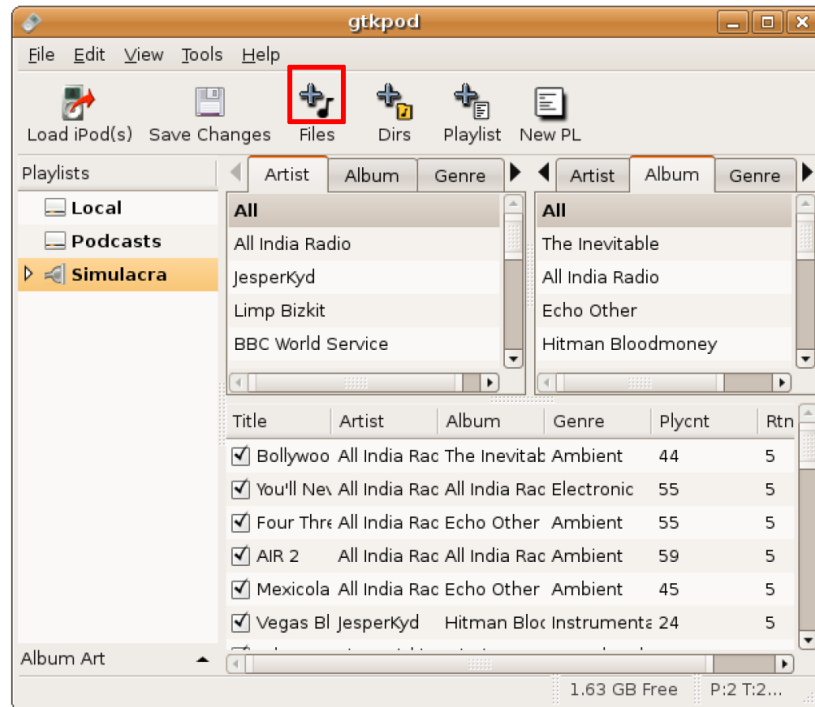 gtkpod
File Edit View Tools Help
Load iPod(s) Save Changes Files Dirs Playlist New PL
Playlists
Local
Podcasts
Simulacra
Artist Album Genre
All
All India Radio
JesperKyd
Limp Bizkit
BBC World Service
Artist Album Genre
All
The Inevitable
All India Radio
Echo Other
Hitman Bloodmoney
Title Artist Album Genre Plycnt Rtn
Bollywoo All India Rac The Inevitab Ambient 44 5
You'll Nev All India Rac All India Rac Electronic 55 5
Four Thre All India Rac Echo Other Ambient 55 5
AIR 2 All India Rac All India Rac Ambient 59 5
Mexicola All India Rac Echo Other Ambient 45 5
Vegas Bl JesperKyd Hitman Bloc Instrumenta 24 5
Album Art
1.63 GB Free P:2 T:2...